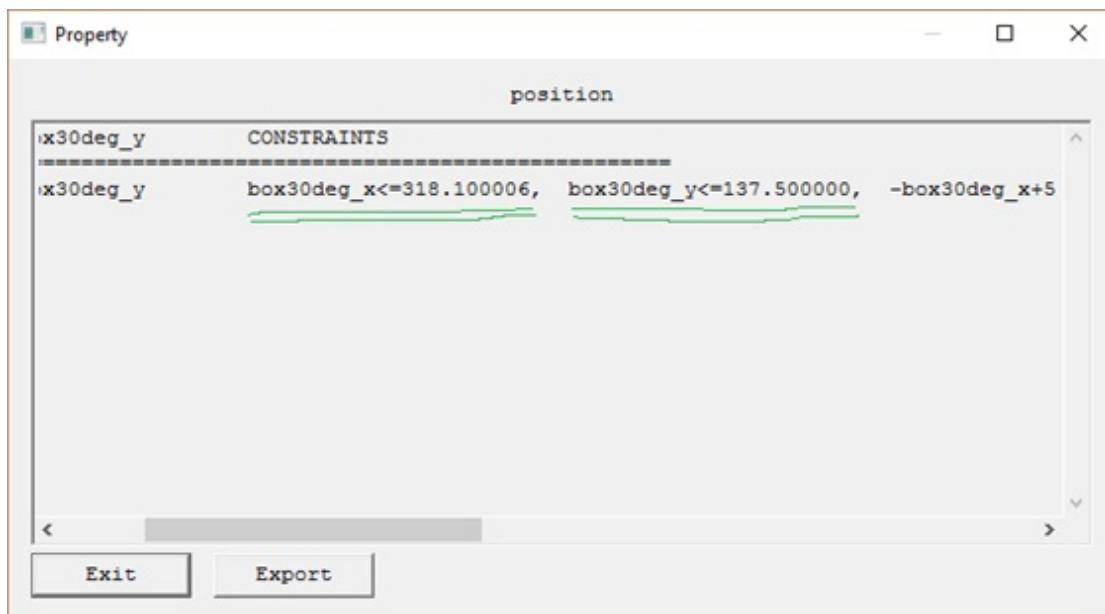 Property
position
x30deg_y CONSTRAINTS
==================================================
x30deg_y box30deg_x<=318.100006, box30deg_y<=137.500000, -box30deg_x+5
Exit Export